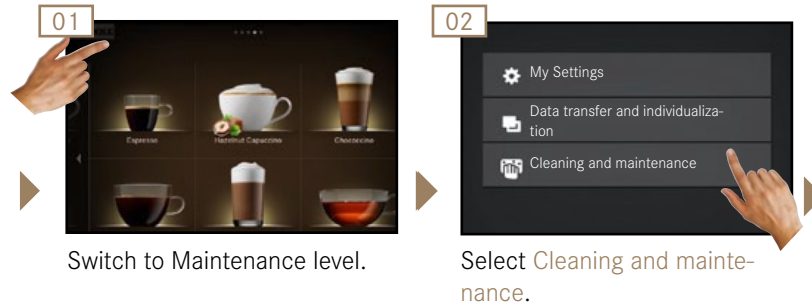 01
Espresso
Hazelnut Capuccino
Chococcino
Switch to Maintenance level.
02
My Settings
Data transfer and individualiza-
tion
Cleaning and maintenance
Select Cleaning and mainte-
nance.